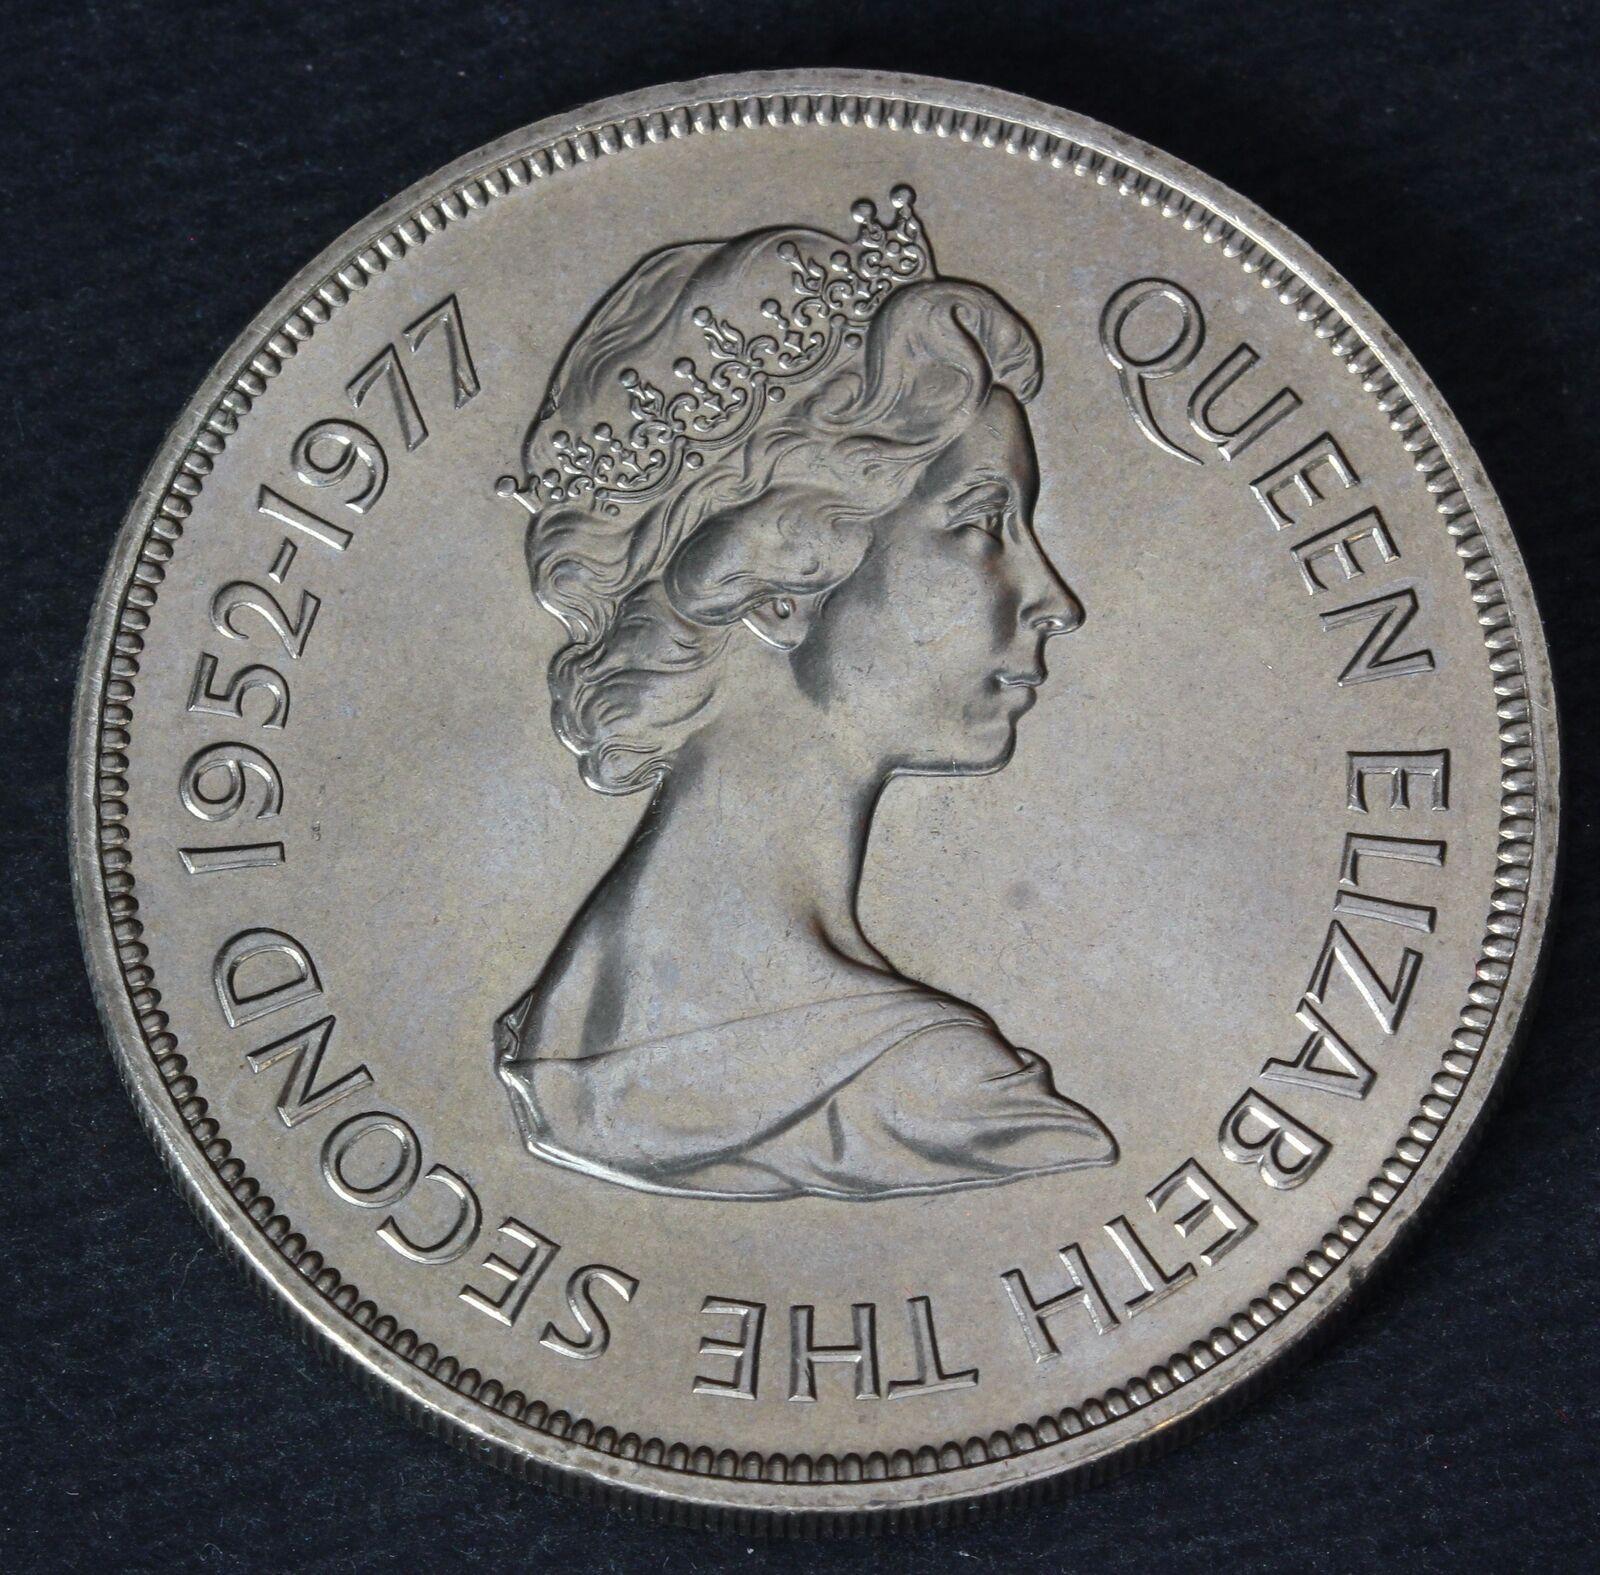 QUEEN ELIZABETH THE SECOND 1952-1977